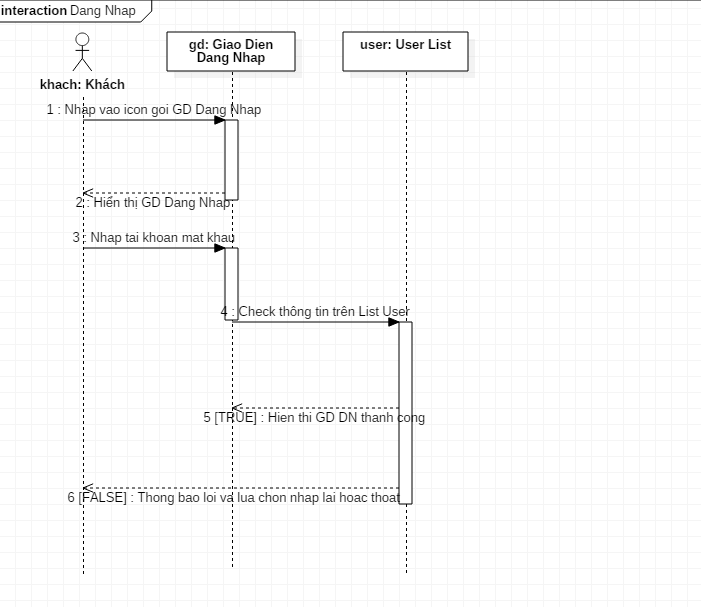 interaction Dang Nhap
gd: Giao Dien
Dang Nhap
user: User List
khach: Khách
1 : Nhap vao icon goi GD Dang Nhap
2 : Hiển thị GD Dang Nhap
3 : Nhap tai khoan mat khau
4 : Check thông tin trên List User
5 [TRUE] : Hien thi GD DN thanh cong
6 [FALSE] : Thong bao loi va lua chon nhap lai hoac thoat